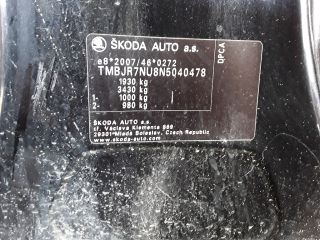 ŠKODA AUTO a.s.
e8*2007/46*0272
TMBJR7NU8N5040478
1930 kg
3430 kg
1- 1000 kg
2- 980 kg
DFCA
ŠKODA AUTO a.s.
tř. Václava Klementa 869
29301 Mladá Boleslav, Czech Republic
www.skoda-auto.com